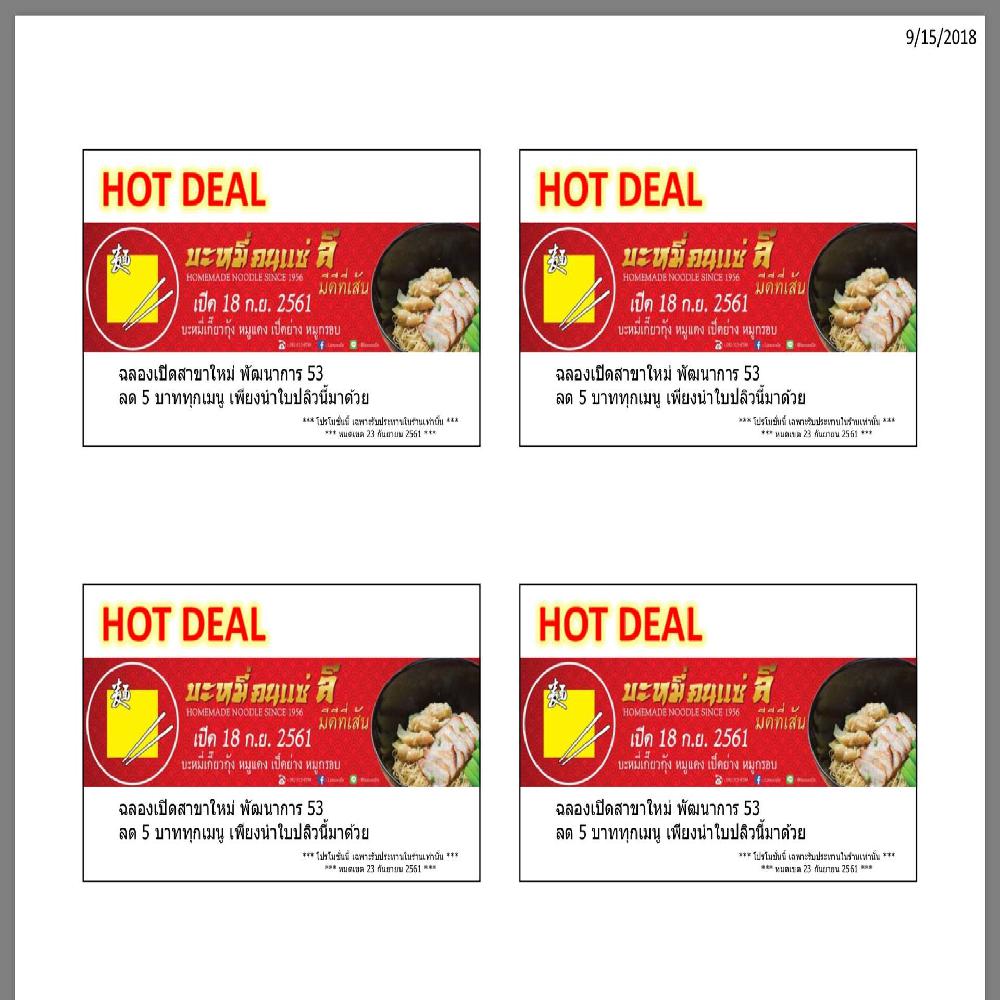 9/15/2018
HOT DEAL
麵
บะหมี่คนแซ่ลี
HOMEMADE NOODLE SINCE 1956
มีดีที่เส้น
เปิด 18 ก.ย. 2561
บะหมี่เกี๊ยวกุ้ง หมูแดง เป็ดย่าง หมูกรอบ
ฉลองเปิดสาขาใหม่ พัฒนาการ 53
ลด 5 บาททุกเมนู เพียงนำใบปลิวนี้มาด้วย
*** โปรโมชั่นนี้ เฉพาะรับประทานในร้านเท่านั้น ***
*** หมดเขต 23 กันยายน 2561 ***
HOT DEAL
麵
บะหมี่คนแซ่ลี
HOMEMADE NOODLE SINCE 1956
มีดีที่เส้น
เปิด 18 ก.ย. 2561
บะหมี่เกี๊ยวกุ้ง หมูแดง เป็ดย่าง หมูกรอบ
ฉลองเปิดสาขาใหม่ พัฒนาการ 53
ลด 5 บาททุกเมนู เพียงนำใบปลิวนี้มาด้วย
*** โปรโมชั่นนี้ เฉพาะรับประทานในร้านเท่านั้น ***
*** หมดเขต 23 กันยายน 2561 ***
HOT DEAL
麵
บะหมี่คนแซ่ลี
HOMEMADE NOODLE SINCE 1956
มีดีที่เส้น
เปิด 18 ก.ย. 2561
บะหมี่เกี๊ยวกุ้ง หมูแดง เป็ดย่าง หมูกรอบ
ฉลองเปิดสาขาใหม่ พัฒนาการ 53
ลด 5 บาททุกเมนู เพียงนำใบปลิวนี้มาด้วย
*** โปรโมชั่นนี้ เฉพาะรับประทานในร้านเท่านั้น ***
*** หมดเขต 23 กันยายน 2561 ***
HOT DEAL
麵
บะหมี่คนแซ่ลี
HOMEMADE NOODLE SINCE 1956
มีดีที่เส้น
เปิด 18 ก.ย. 2561
บะหมี่เกี๊ยวกุ้ง หมูแดง เป็ดย่าง หมูกรอบ
ฉลองเปิดสาขาใหม่ พัฒนาการ 53
ลด 5 บาททุกเมนู เพียงนำใบปลิวนี้มาด้วย
*** โปรโมชั่นนี้ เฉพาะรับประทานในร้านเท่านั้น ***
*** หมดเขต 23 กันยายน 2561 ***